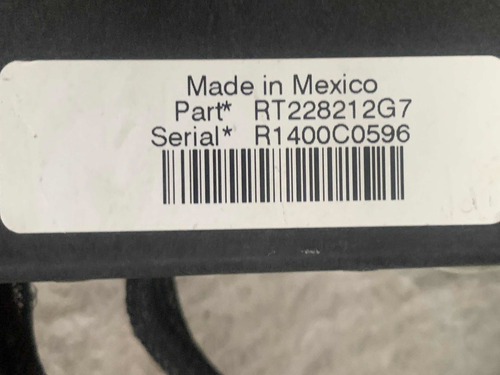 Made in Mexico
Part* RT228212G7
Serial* R1400C0596